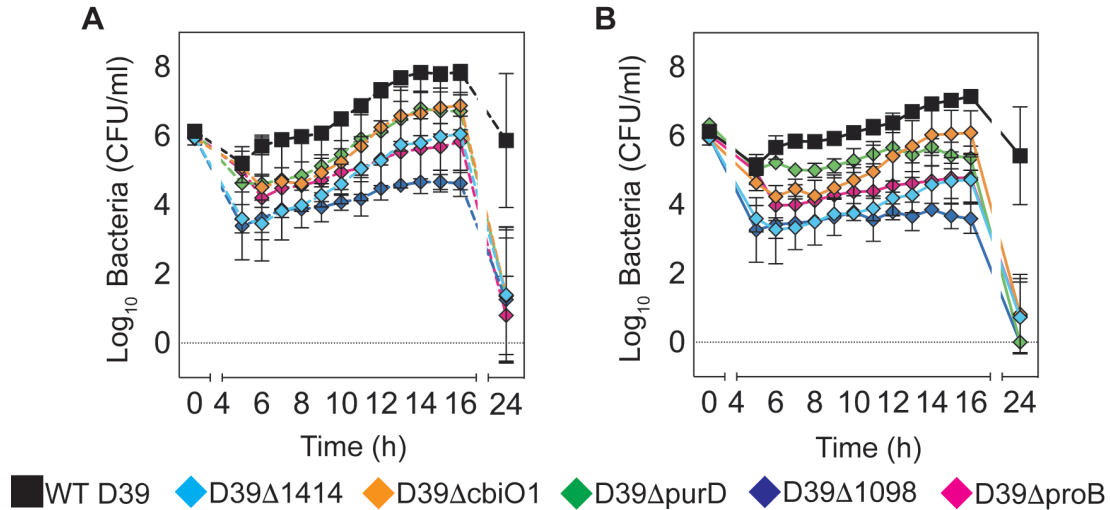 A
B
Log10 Bacteria (CFU/ml)
8
6
4
2
0
0 4 6 8 10 12 14 16 24
Time (h)
Log10 Bacteria (CFU/ml)
8
6
4
2
0
0 4 6 8 10 12 14 16 24
Time (h)
WT D39 D39Δ1414 D39ΔcbiO1 D39ΔpurD D39Δ1098 D39ΔproB